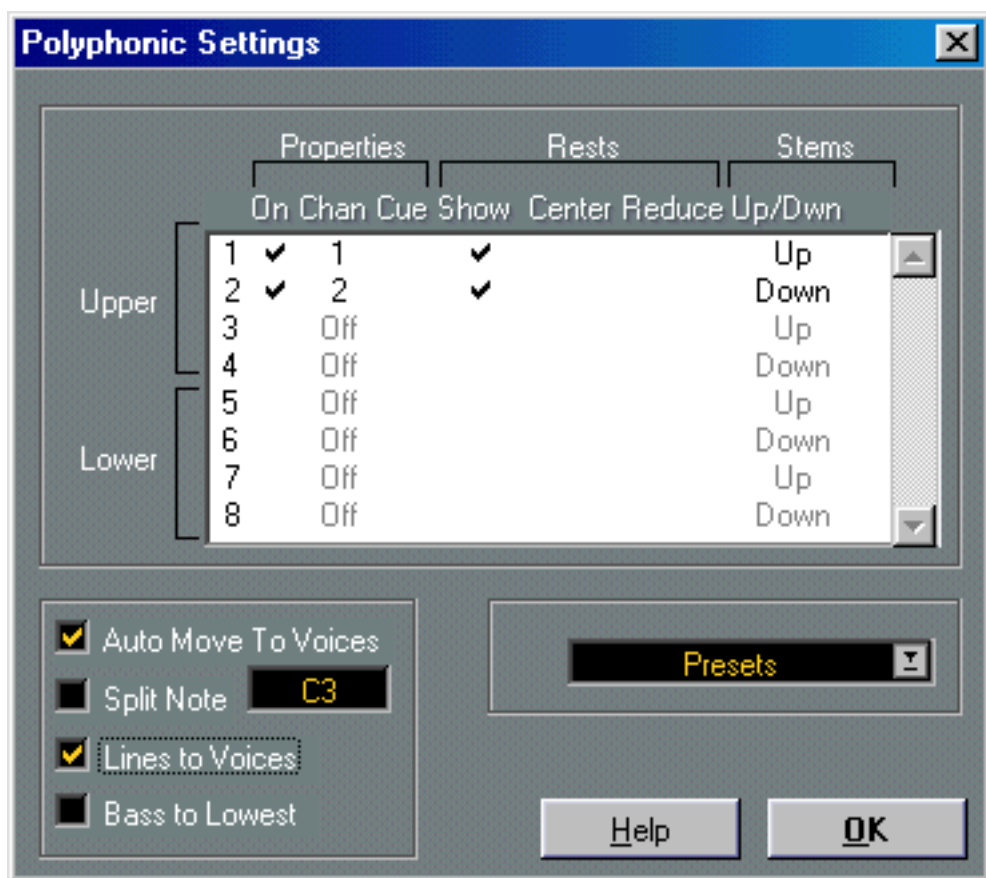 Polyphonic Settings
Properties Rests Stems
On Chan Cue Show Center Reduce Up/Dwn
Upper
1 ✔ 1 ✔ Up
2 ✔ 2 ✔ Down
3 Off Up
4 Off Down
Lower
5 Off Up
6 Off Down
7 Off Up
8 Off Down
Auto Move To Voices
Split Note C3
Lines to Voices
Bass to Lowest
Presets
Help OK